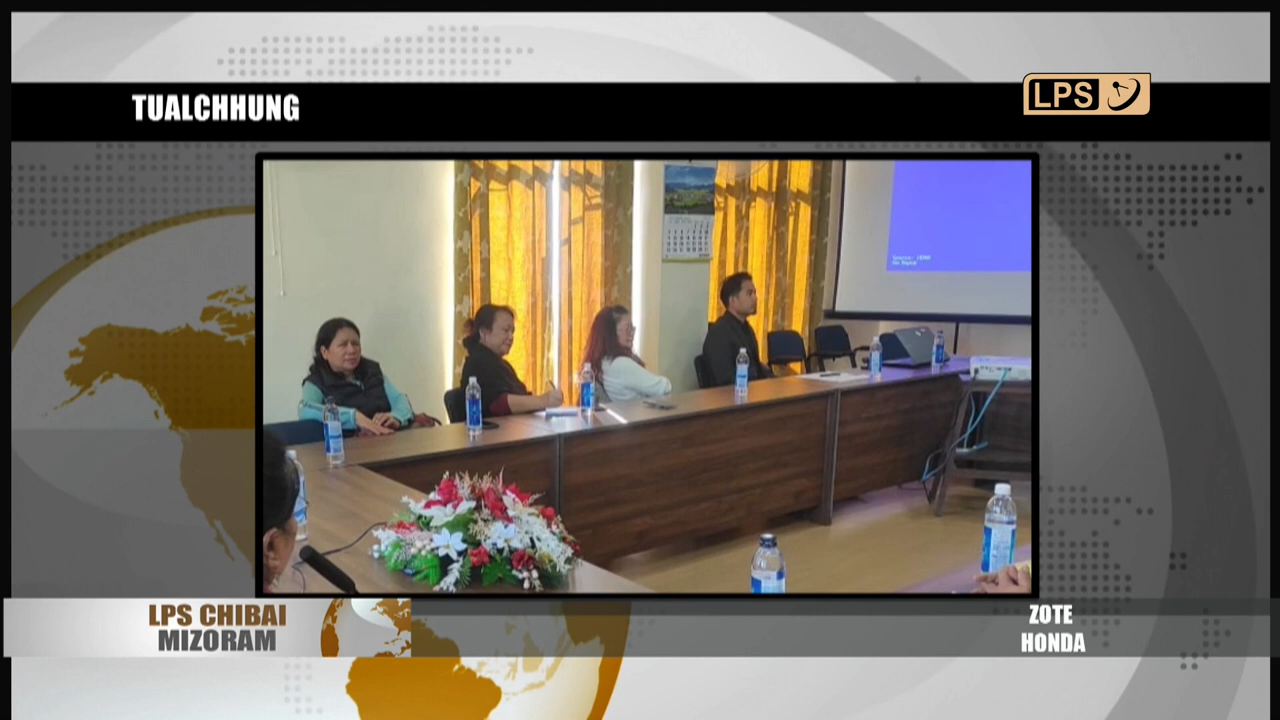 TUALCHHUNG
LPS
LPS CHIBAI
MIZORAM
ZOTE
HONDA